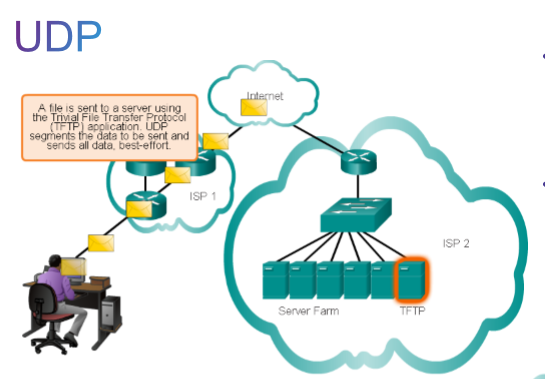 UDP
A file is sent to a server using
the Trivial File Transfer Protocol
(TFTP) application. UDP
segments the data to be sent and
sends all data, best-effort.
Internet
ISP 1
ISP 2
Server Farm
TFTP